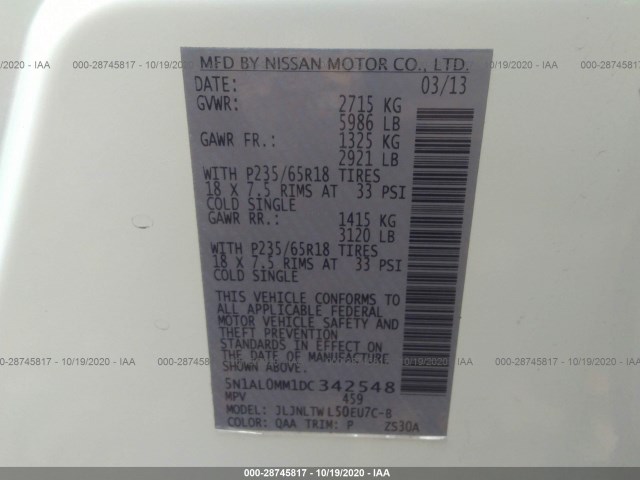 000-28745817 - 10/19/2020 - IAA
MFD BY NISSAN MOTOR CO., LTD.
DATE: 03/13
GVWR: 2715 KG
5986 LB
GAWR FR.: 1325 KG
2921 LB
WITH P235/65R18 TIRES
18 X 7.5 RIMS AT 33 PSI
COLD SINGLE
GAWR RR.: 1415 KG
3120 LB
WITH P235/65R18 TIRES
18 X 7.5 RIMS AT 33 PSI
COLD SINGLE
THIS VEHICLE CONFORMS TO
ALL APPLICABLE FEDERAL
MOTOR VEHICLE SAFETY AND
THEFT PREVENTION
STANDARDS IN EFFECT ON
THE DATE OF MANUFACTURE
SHOWN ABOVE.
5N1AL0MM1DC342548
MPV 459
MODEL: JLJNLTWL50EU7C-B
COLOR: QAA TRIM: P ZS30A
000-28745817 - 10/19/2020 - IAA